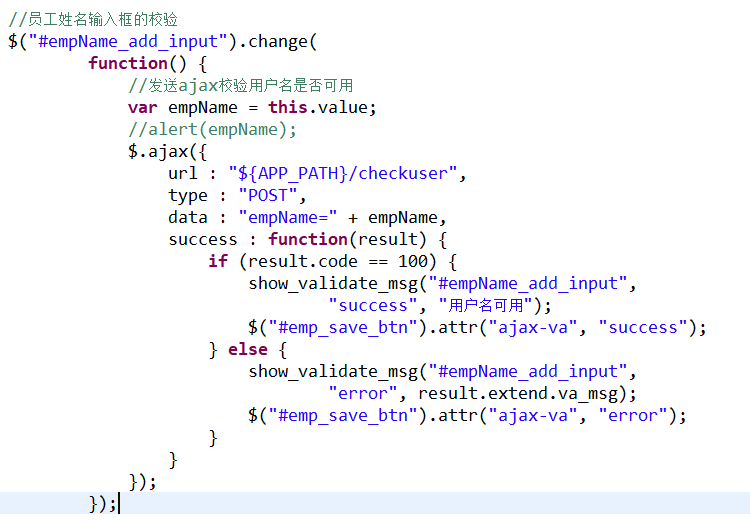 //员工姓名输入框的校验
$("#empName_add_input").change(
        function() {
            //发送ajax校验用户名是否可用
            var empName = this.value;
            //alert(empName);
            $.ajax({
                url : "${APP_PATH}/checkuser",
                type : "POST",
                data : "empName=" + empName,
                success : function(result) {
                    if (result.code == 100) {
                        show_validate_msg("#empName_add_input",
                                "success", "用户名可用");
                        $("#emp_save_btn").attr("ajax-va", "success");
                    } else {
                        show_validate_msg("#empName_add_input",
                                "error", result.extend.va_msg);
                        $("#emp_save_btn").attr("ajax-va", "error");
                    }
                }
            });
        });